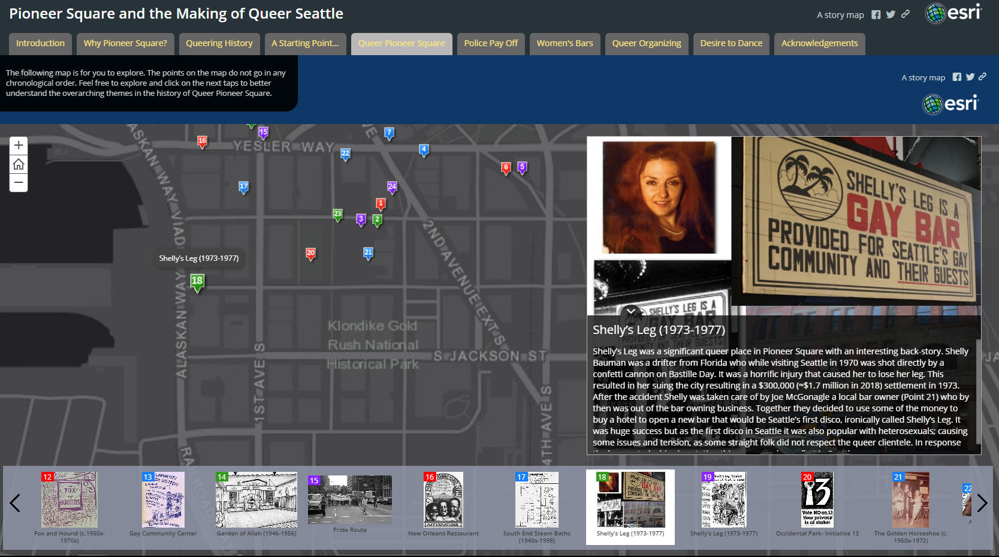 Pioneer Square and the Making of Queer Seattle
A story map
esri
Introduction
Why Pioneer Square?
Queering History
A Starting Point...
Queer Pioneer Square
Police Pay Off
Women's Bars
Queer Organizing
Desire to Dance
Acknowledgements
The following map is for you to explore. The points on the map do not go in any
chronological order. Feel free to explore and click on the next taps to better
understand the overarching themes in the history of Queer Pioneer Square.
A story map
esri
15
7
16
YESLER WAY
22
4
6
5
17
24
1
23
3
2
20
21
Shelly's Leg (1973-1977)
18
ASKAN WAY VIAD
ALASKAN WAY
2ND AVENUE EXT S
Klondike Gold
Rush National
Historical Park
S JACKSON ST
1ST AVE S
4TH AVE S
RAILROAD
SHELLY'S LEG IS A
GAY BAR
PROVIDED FOR SEATTLE'S GAY
COMMUNITY AND THEIR GUESTS
SHELLY'S LEG IS A
GAY BAR
Shelly's Leg (1973-1977)
Shelly's Leg was a significant queer place in Pioneer Square with an interesting back-story. Shelly
Bauman was a drifter from Florida who while visiting Seattle in 1970 was shot directly by a
confetti cannon on Bastille Day. It was a horrific injury that caused her to lose her leg. This
resulted in her suing the city resulting in a $300,000 (≈$1.7 million in 2018) settlement in 1973.
After the accident Shelly was taken care of by Joe McGonagle a local bar owner (Point 21) who by
then was out of the bar owning business. Together they decided to use some of the money to
buy a hotel to open a new bar that would be Seattle's first disco, ironically called Shelly's Leg. It
was huge success but as the first disco in Seattle it was also popular with heterosexuals; causing
some issues and tension, as some straight folk did not respect the queer clientele. In response
12
FOX
and
HOUNDS
Fox and Hound (c.1950s-
1970s)
13
Gay Community Center
14
Garden of Allah (1946-1956)
15
Pride Route
16
AFFIRMATIONS
New Orleans Restaurant
17
South End Steam Baths
(1940s-1998)
18
GAY BAR
Shelly's Leg (1973-1977)
19
Shelly's Leg (1973-1977)
20
13
Vote NO on 13
Your privacy
is at stake!
Occidental Park- Initiative 13
21
The Golden Horseshoe (c.
1950s-1972)
22